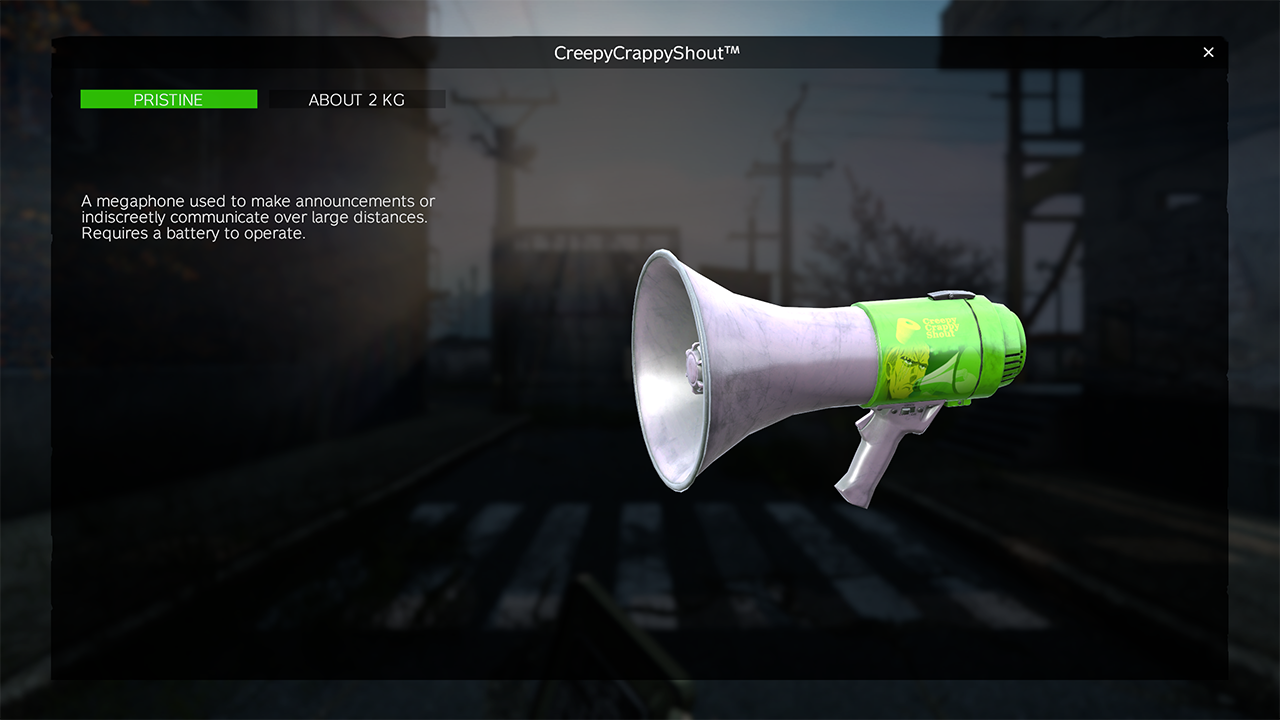 CreepyCrappyShout™
PRISTINE
ABOUT 2 KG
A megaphone used to make announcements or
indiscreetly communicate over large distances.
Requires a battery to operate.
Creepy
Crappy
Shout